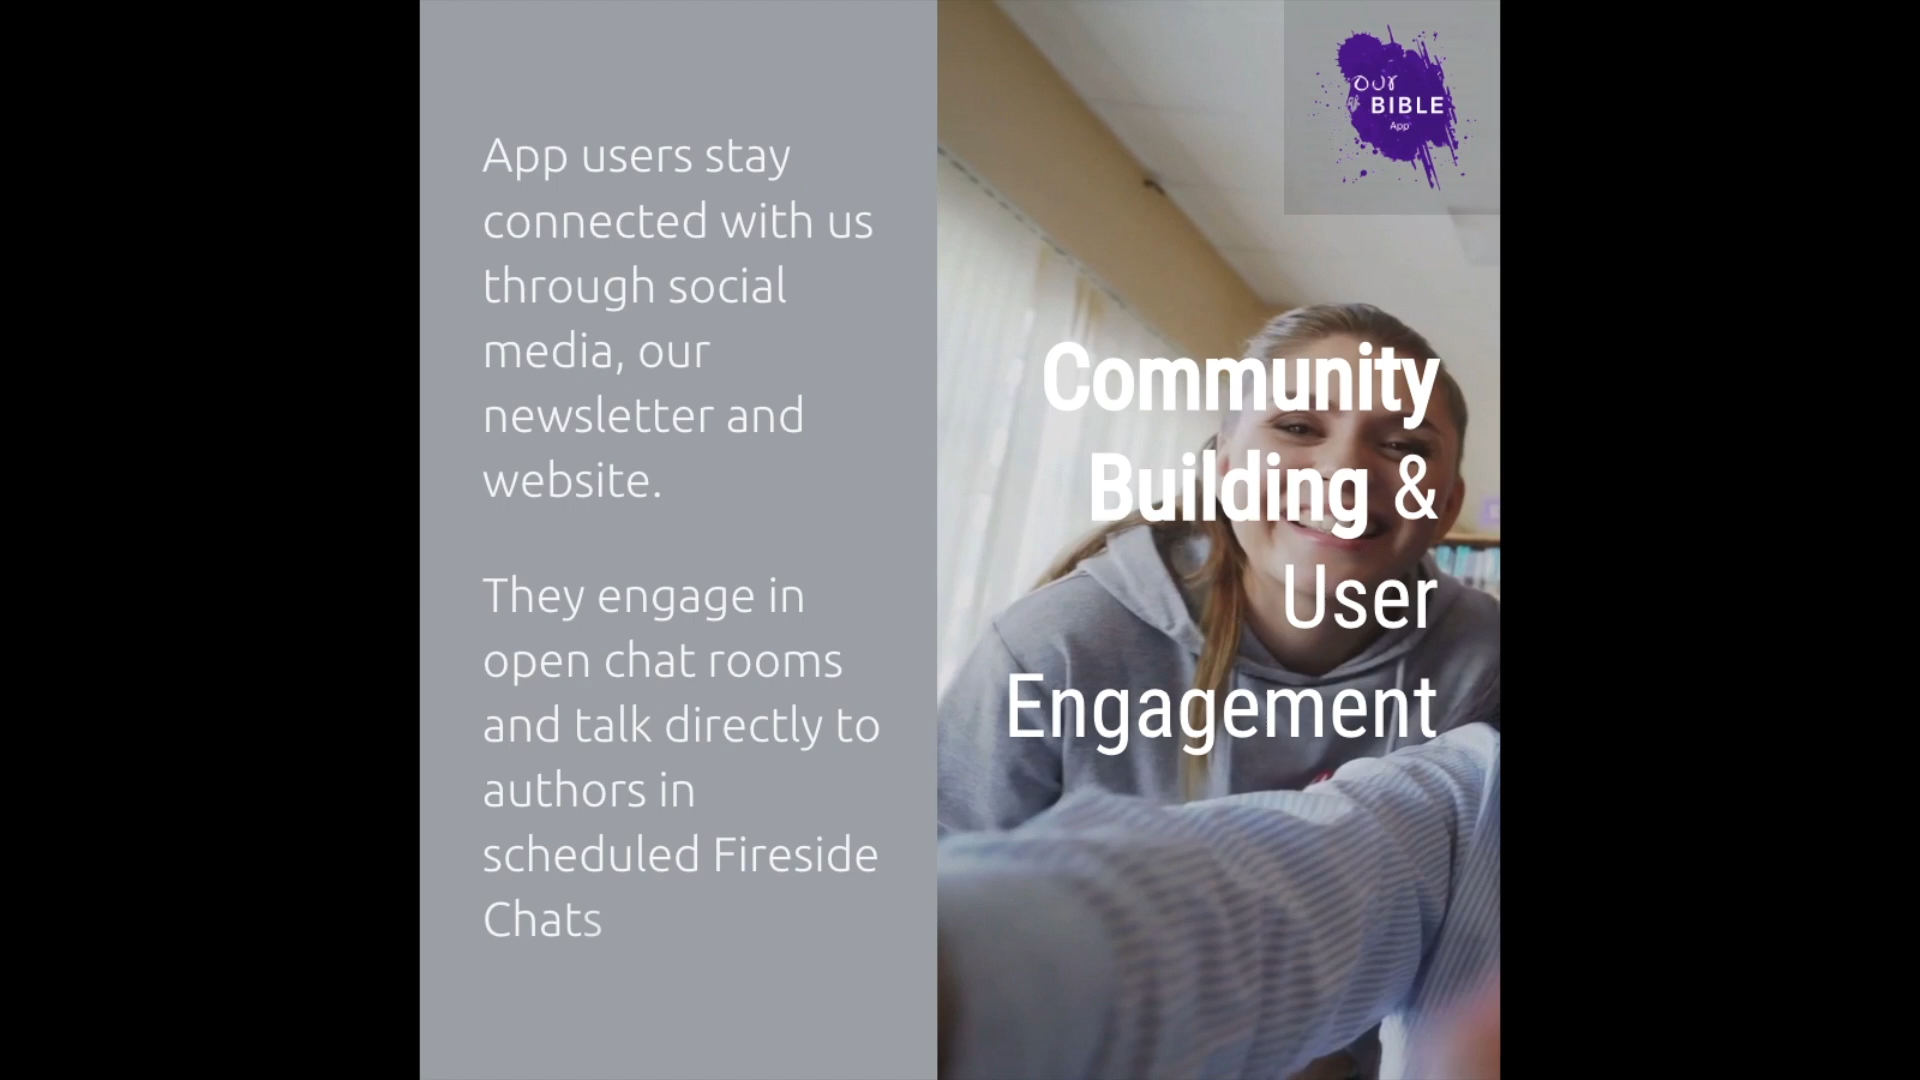 App users stay
connected with us
through social
media, our
newsletter and
website.
They engage in
open chat rooms
and talk directly to
authors in
scheduled Fireside
Chats
our
BIBLE
App
Community
Building &
User
Engagement